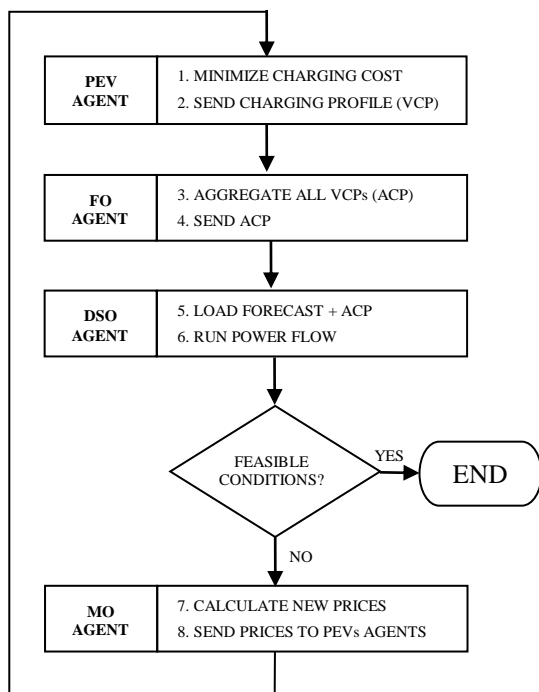 PEV
AGENT
1. MINIMIZE CHARGING COST
2. SEND CHARGING PROFILE (VCP)
FO
AGENT
3. AGGREGATE ALL VCPs (ACP)
4. SEND ACP
DSO
AGENT
5. LOAD FORECAST + ACP
6. RUN POWER FLOW
FEASIBLE
CONDITIONS?
YES
END
NO
MO
AGENT
7. CALCULATE NEW PRICES
8. SEND PRICES TO PEVs AGENTS